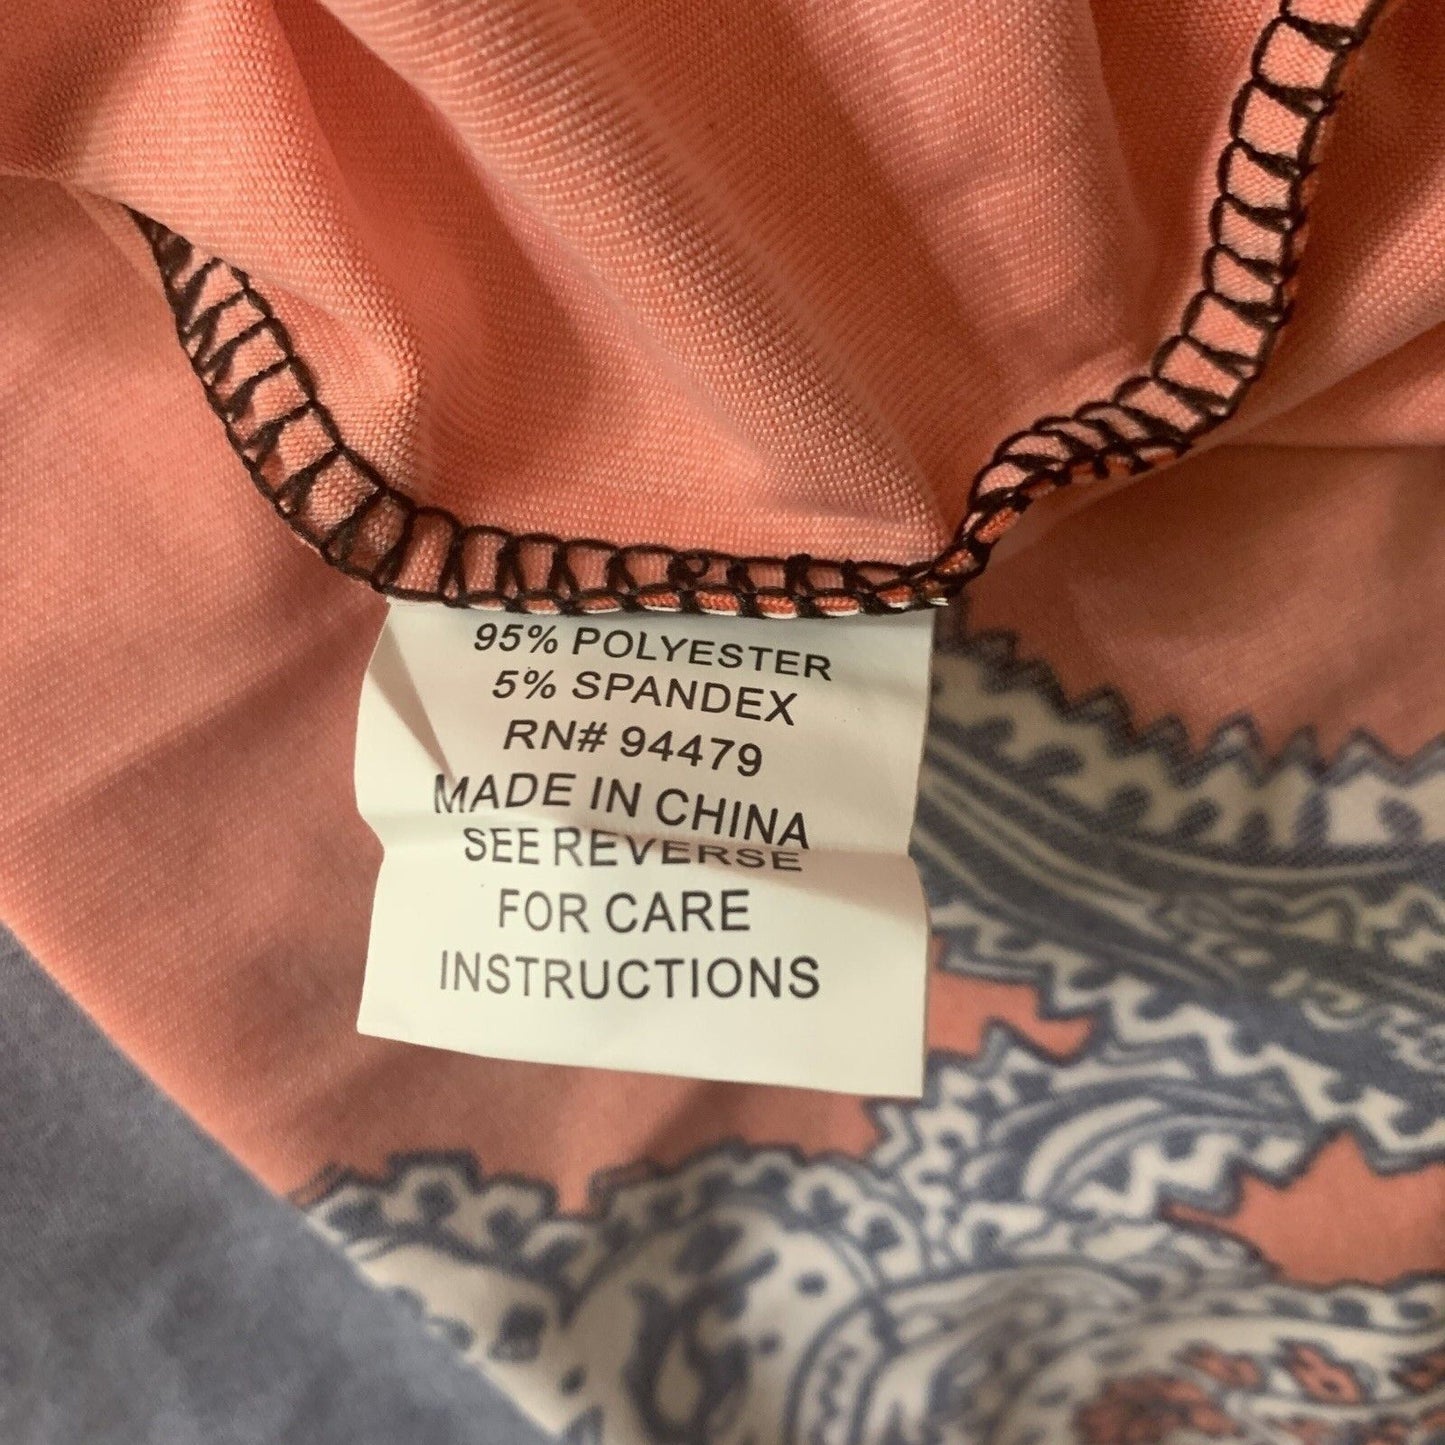 95% POLYESTER
5% SPANDEX
RN# 94479
MADE IN CHINA
SEE REVERSE
FOR CARE
INSTRUCTIONS